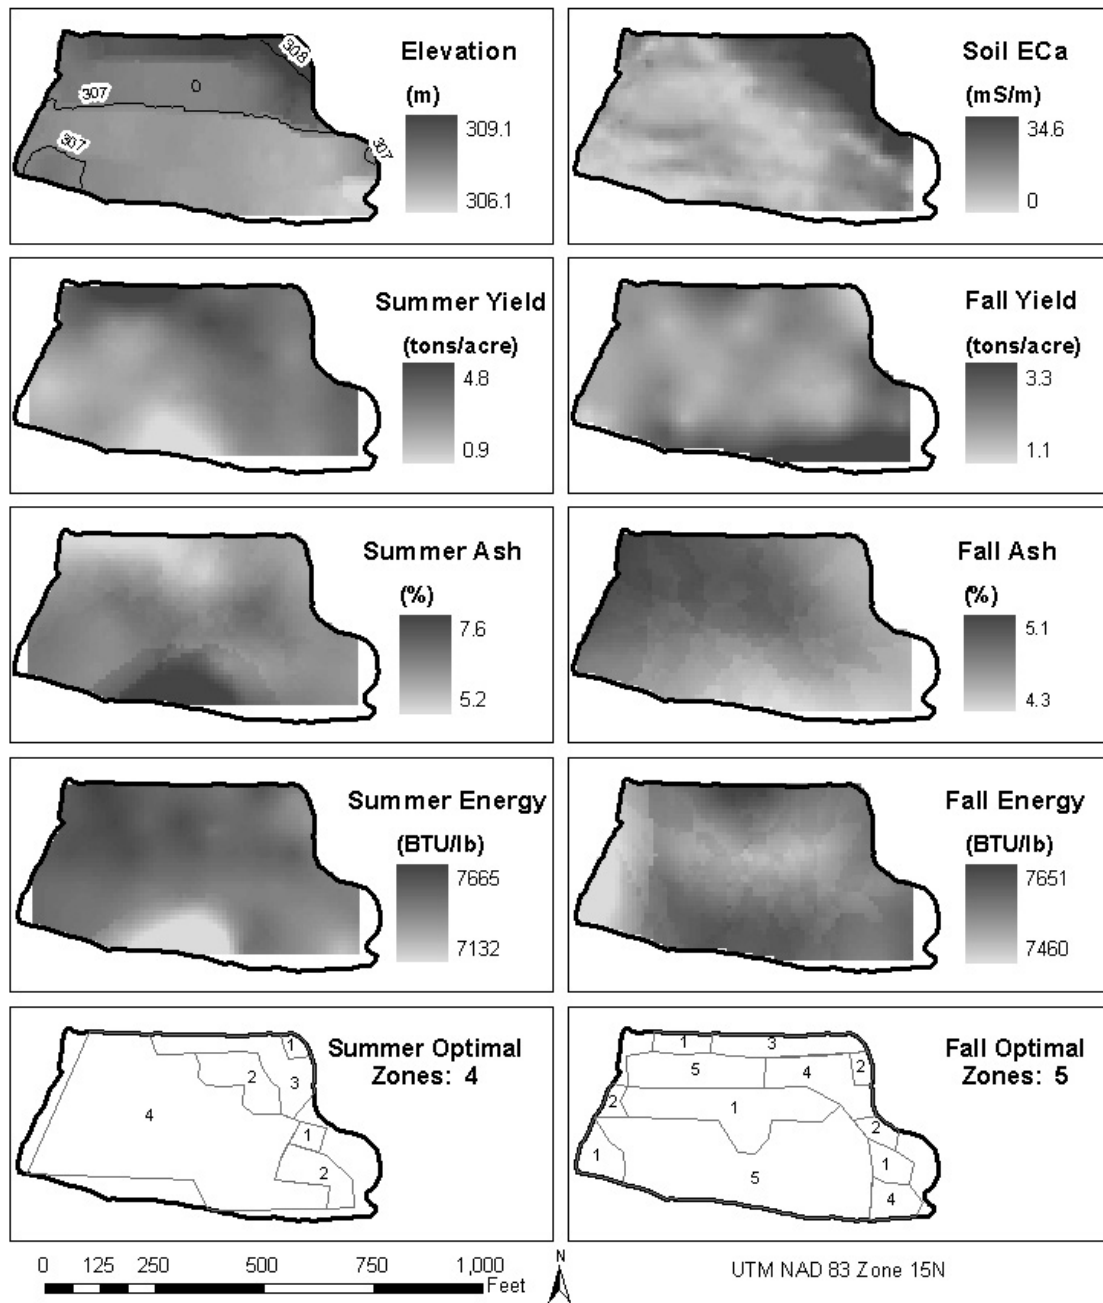 Elevation
(m)
309.1
306.1
308
0
307
307
307
Soil ECa
(mS/m)
34.6
0
Summer Yield
(tons/acre)
4.8
0.9
Fall Yield
(tons/acre)
3.3
1.1
Summer Ash
(%)
7.6
5.2
Fall Ash
(%)
5.1
4.3
Summer Energy
(BTU/lb)
7665
7132
Fall Energy
(BTU/lb)
7651
7460
Summer Optimal
Zones: 4
1
2
3
4
1
2
Fall Optimal
Zones: 5
1
3
5
4
2
2
1
2
1
1
5
4
0 125 250 500 750 1,000
Feet
N
UTM NAD 83 Zone 15N